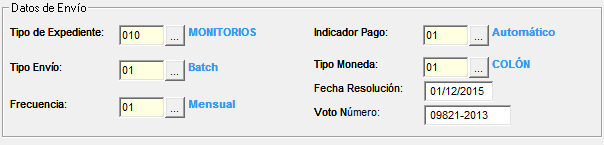 Datos de Envío
Tipo de Expediente: 010 ... MONITORIOS Indicador Pago: 01 ... Automático
Tipo Envío: 01 ... Batch Tipo Moneda: 01 ... COLÓN
Fecha Resolución: 01/12/2015
Frecuencia: 01 ... Mensual Voto Número: 09821-2013